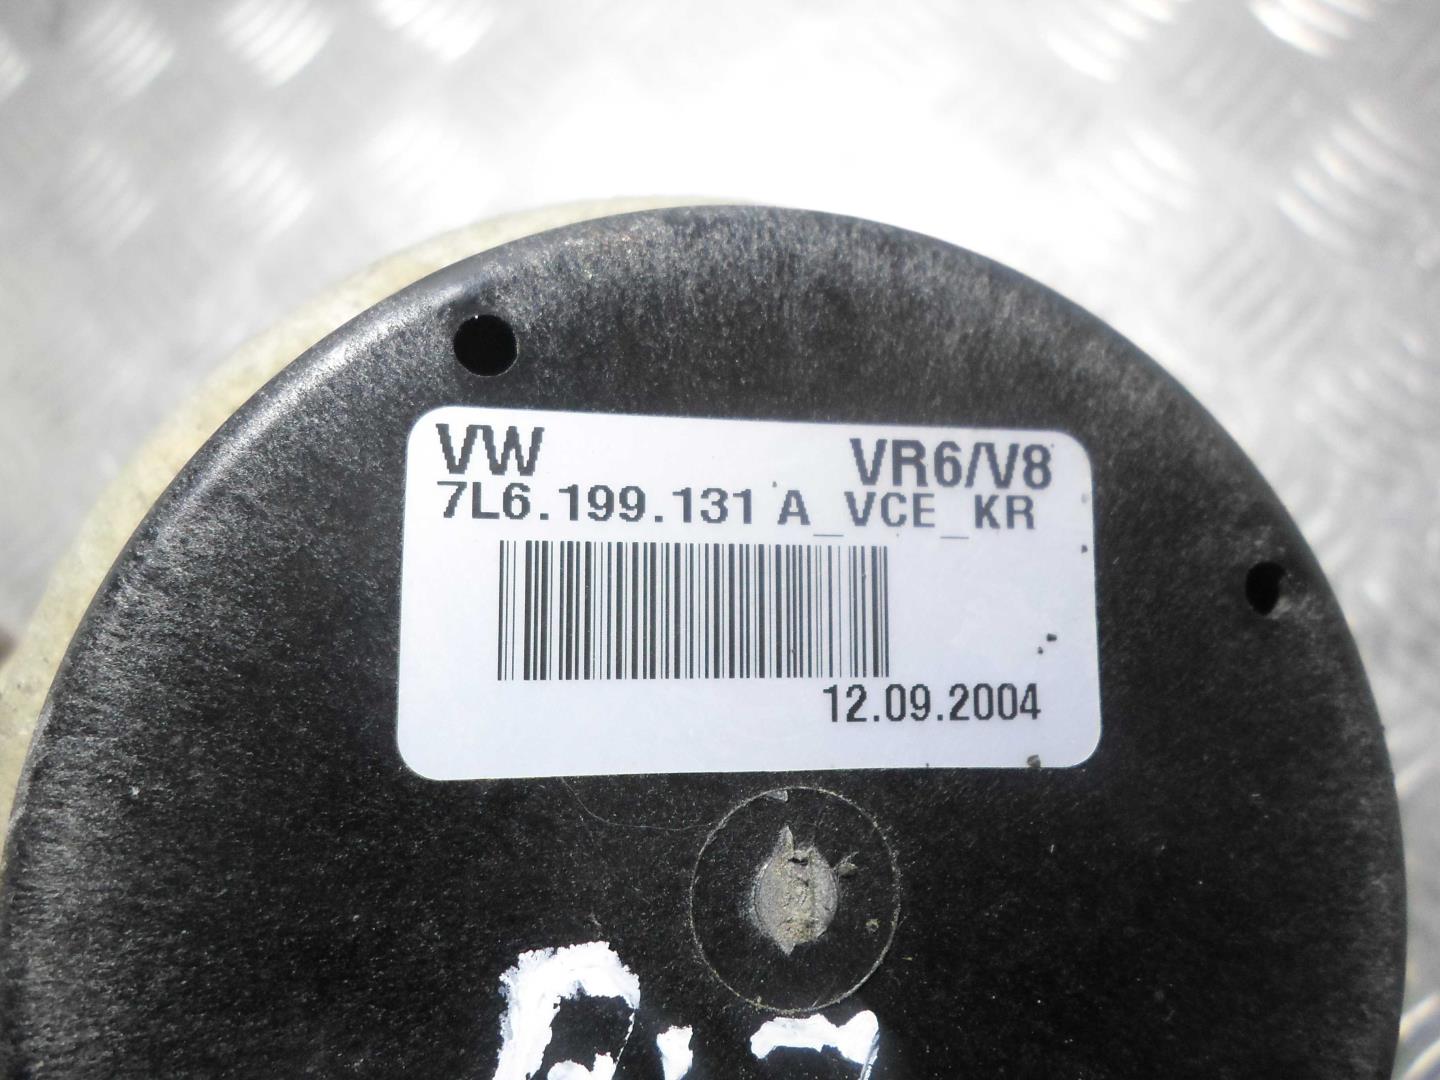 VW VR6/V8
7L6.199.131 A_VCE_KR
12.09.2004